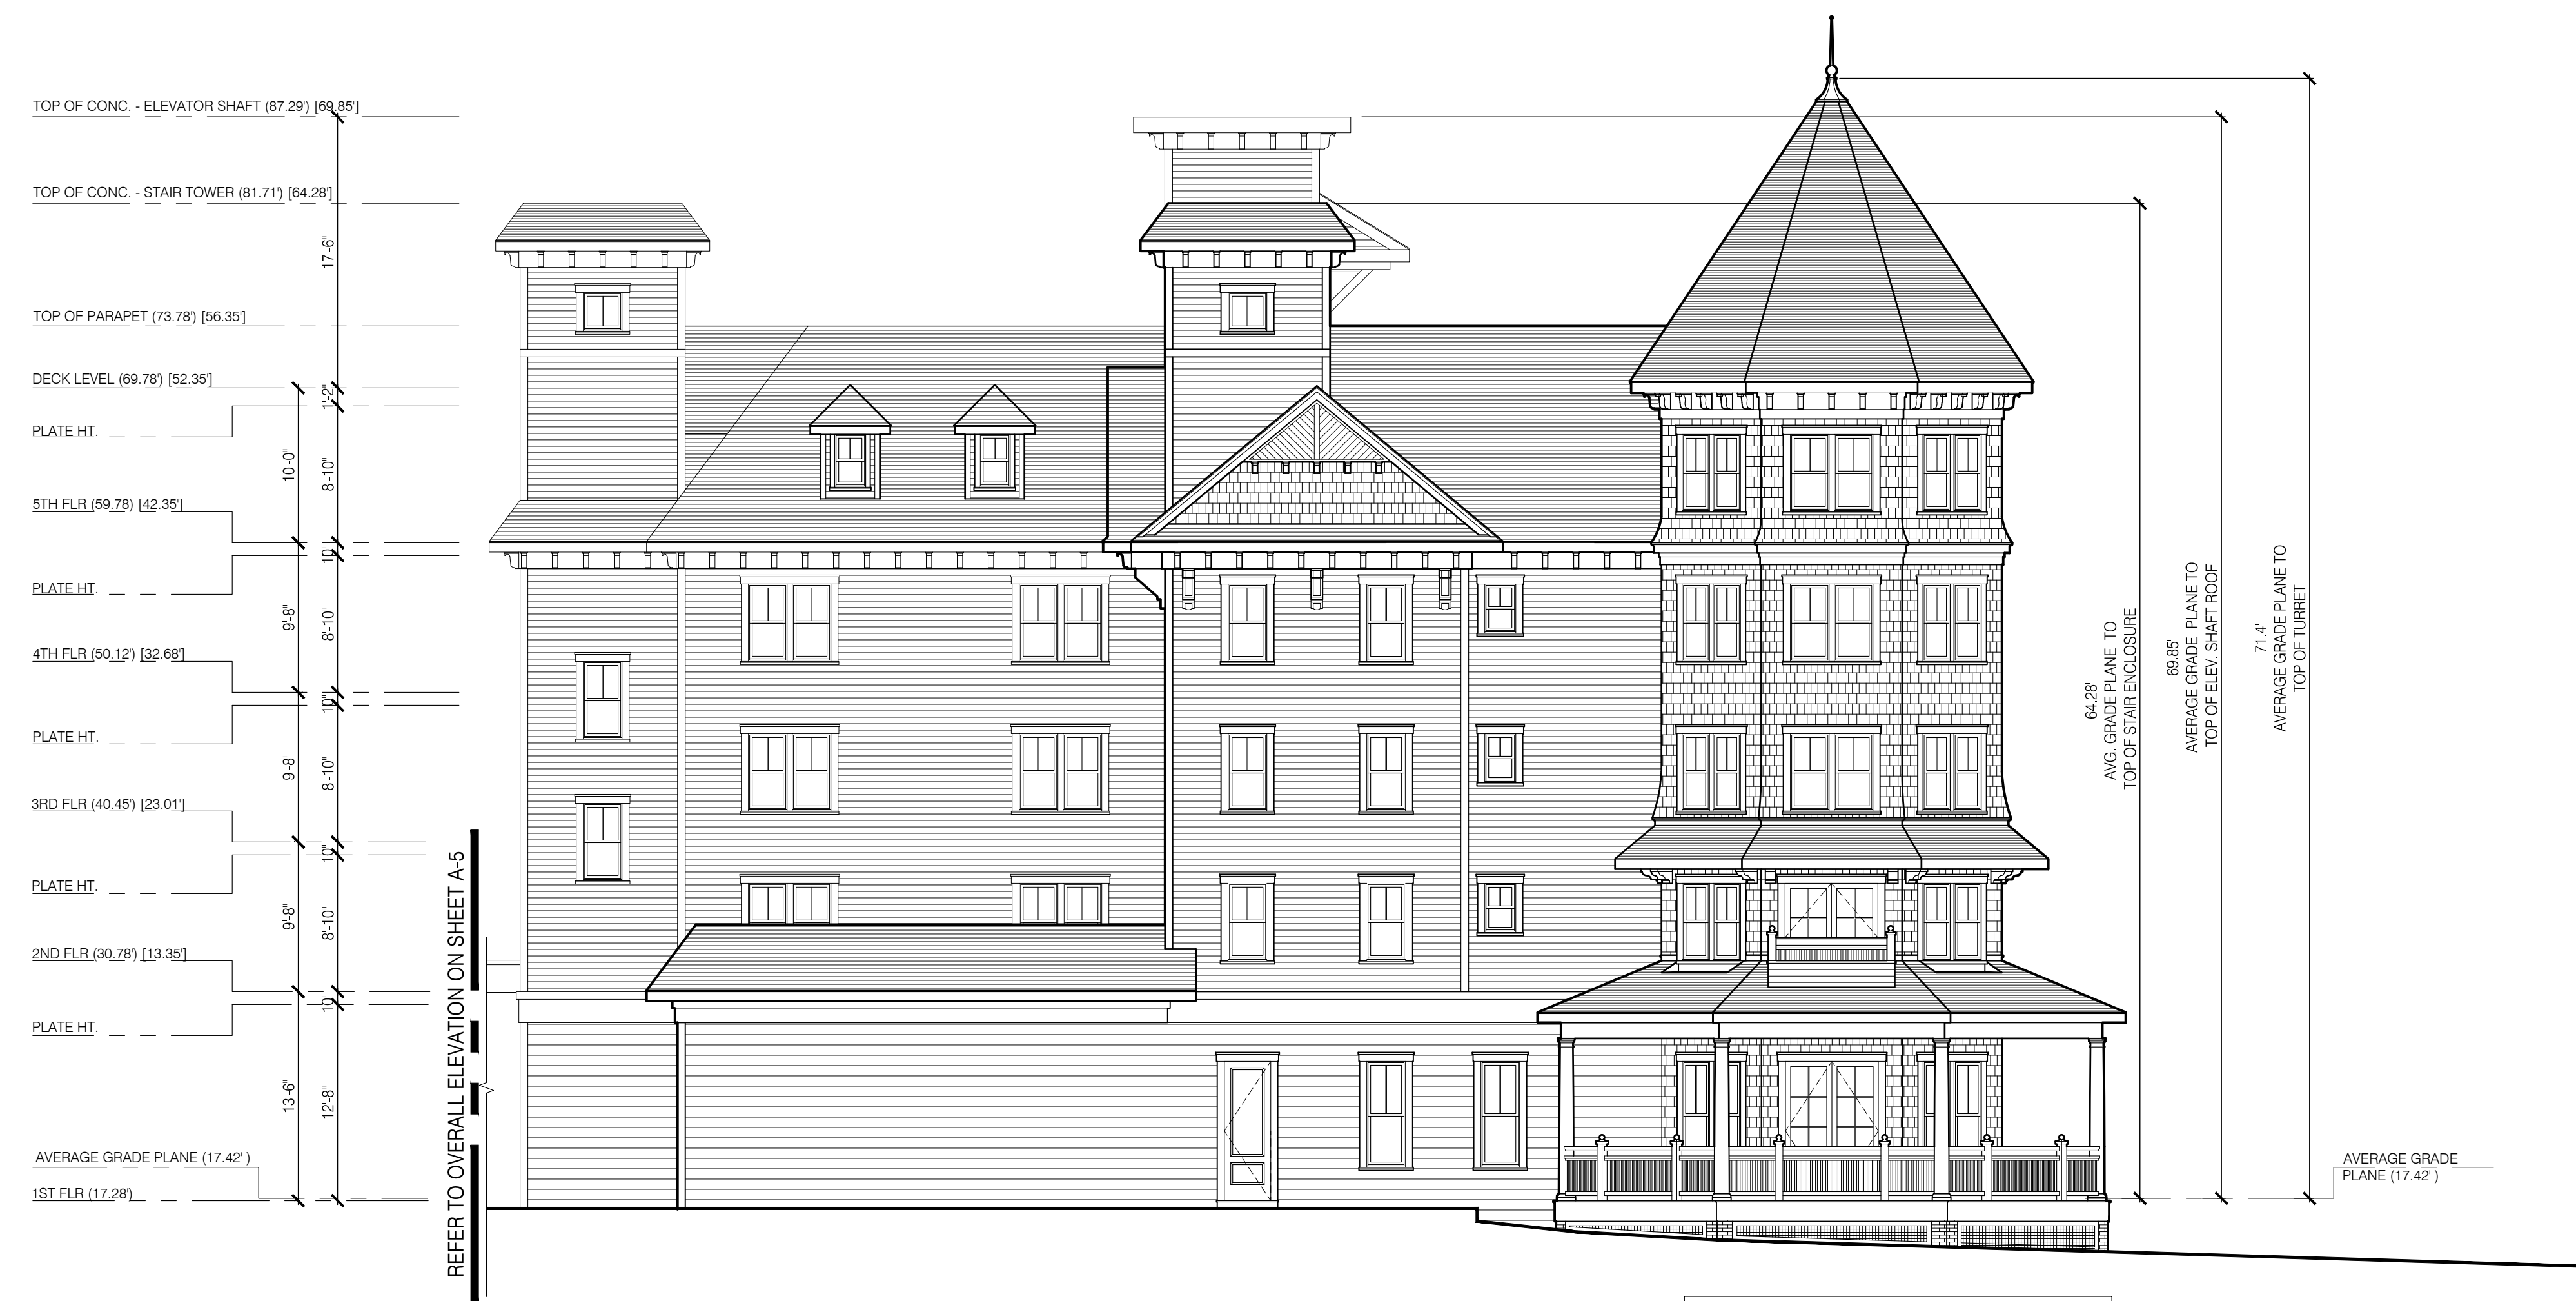 TOP OF CONC. - ELEVATOR SHAFT (87.29') [69.85']
TOP OF CONC. - STAIR TOWER (81.71') [64.28']
17'-6"
TOP OF PARAPET (73.78') [56.35']
DECK LEVEL (69.78') [52.35']
1'-2"
PLATE HT.
10'-0"
8'-10"
5TH FLR (59.78) [42.35']
10"
PLATE HT.
9'-8"
8'-10"
4TH FLR (50.12') [32.68']
10"
PLATE HT.
9'-8"
8'-10"
3RD FLR (40.45') [23.01']
10"
PLATE HT.
9'-8"
8'-10"
2ND FLR (30.78') [13.35']
10"
PLATE HT.
13'-6"
12'-8"
AVERAGE GRADE PLANE (17.42' )
1ST FLR (17.28')
REFER TO OVERALL ELEVATION ON SHEET A-5
64.28'
AVG. GRADE PLANE TO
TOP OF STAIR ENCLOSURE
69.85'
AVERAGE GRADE PLANE TO
TOP OF ELEV. SHAFT ROOF
71.4'
AVERAGE GRADE PLANE TO
TOP OF TURRET
AVERAGE GRADE
PLANE (17.42' )